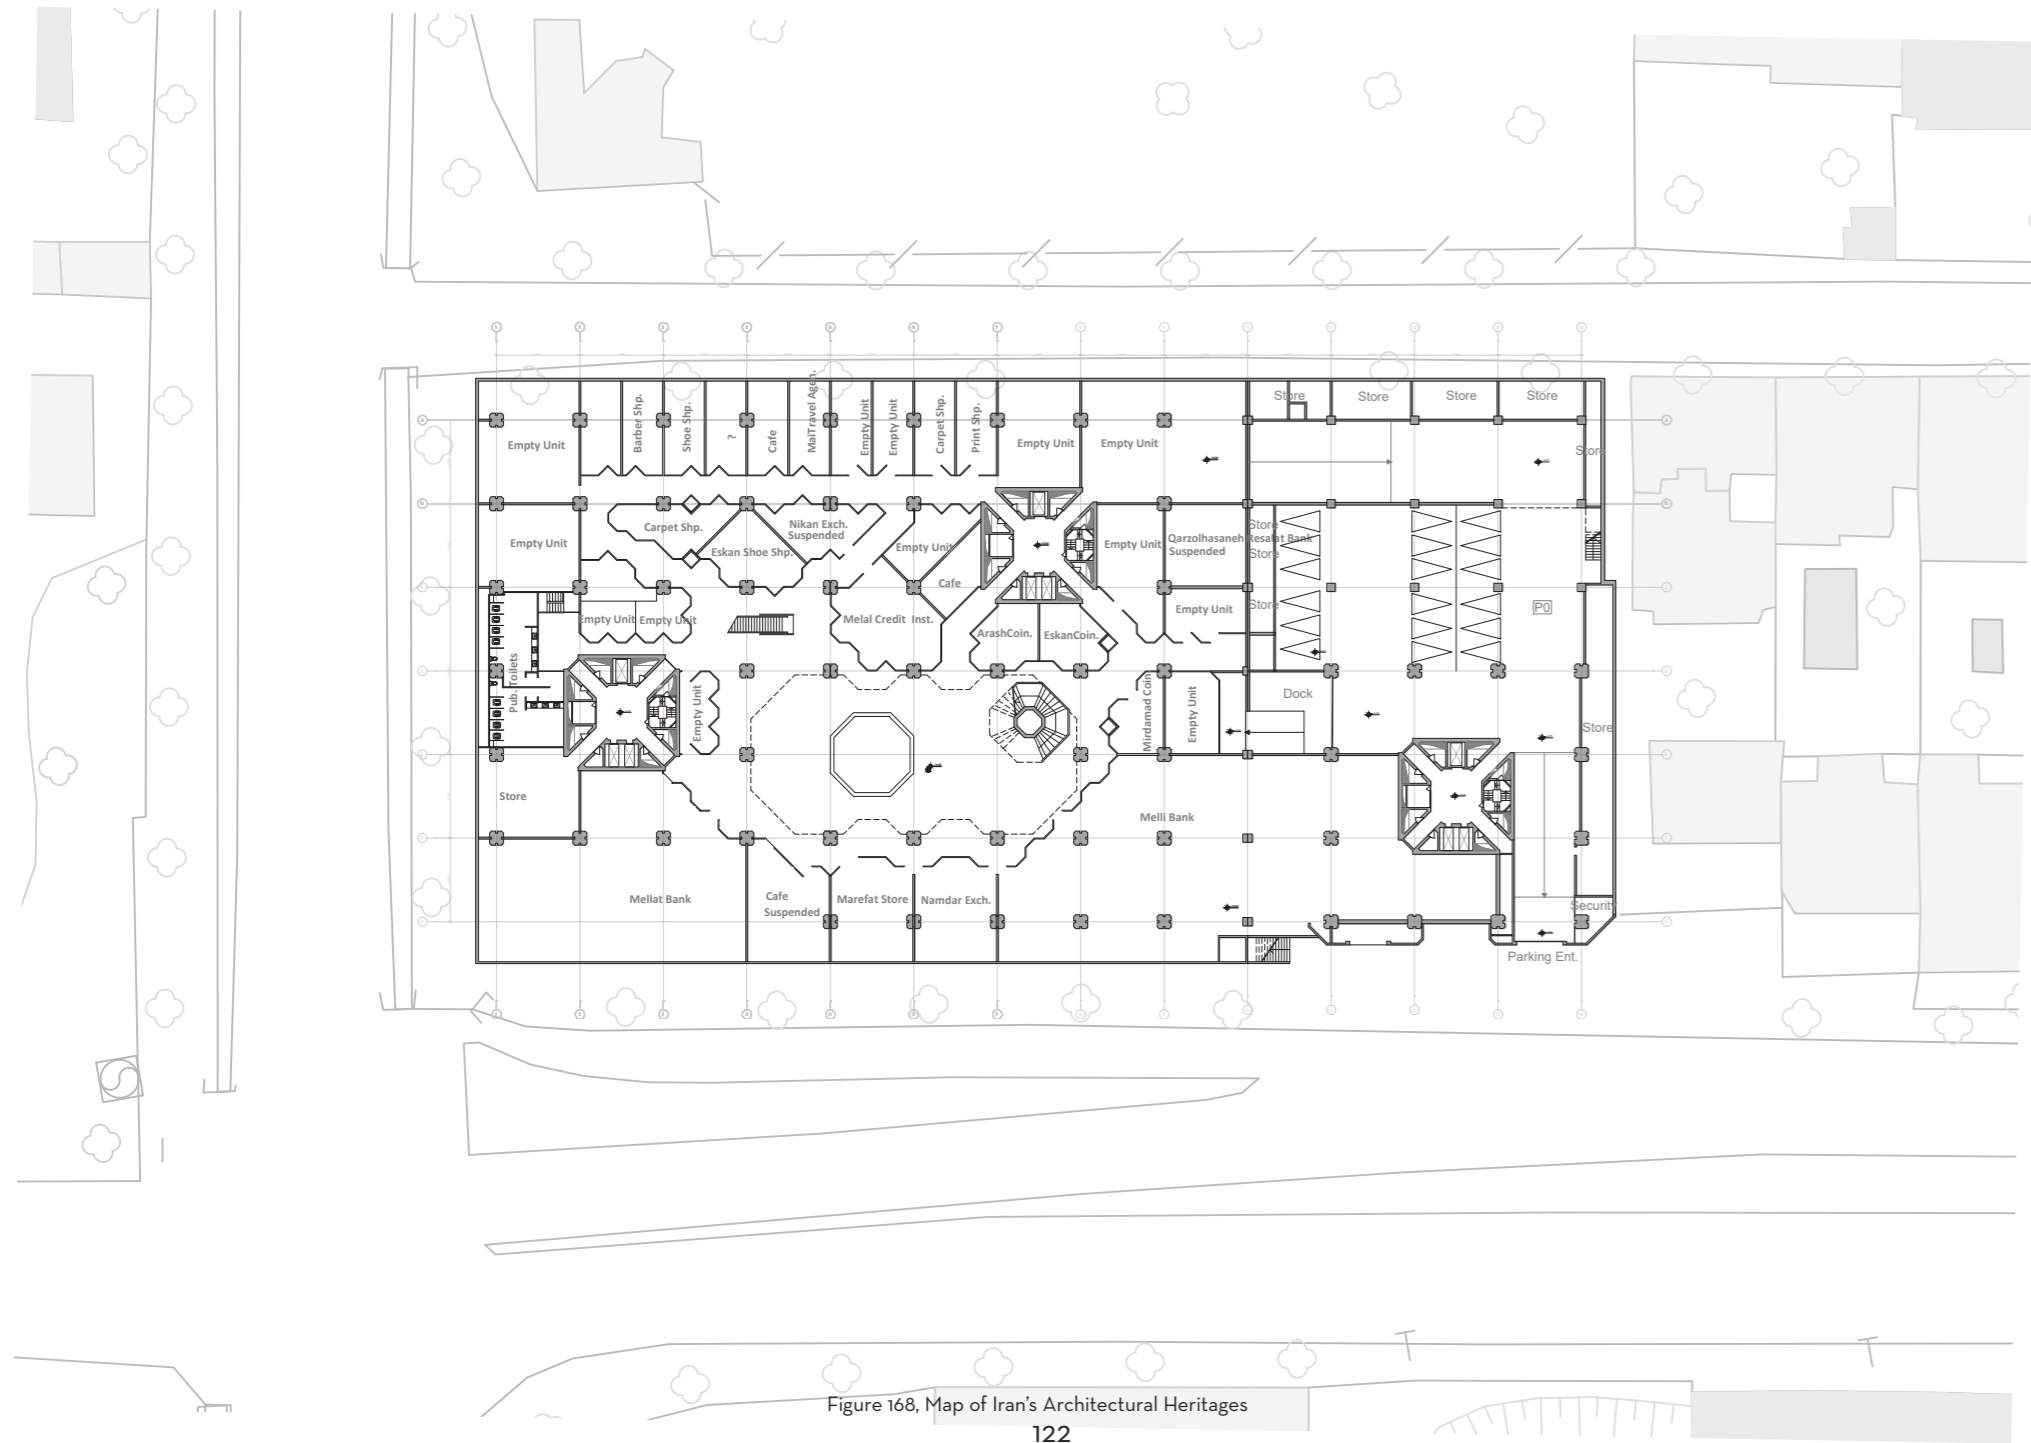 Store
Store
Store
Store
Barber Shp.
Shoe Shp.
?
Cafe
MaiTravel Agen.
Empty Unit
Empty Unit
Carpet Shp.
Print Shp.
Empty Unit
Empty Unit
Empty Unit
Store
Carpet Shp.
Nikan Exch.
Suspended
Eskan Shoe Shp.
Empty Unit
Empty Unit
Empty Unit
Qarzolhasaneh Resalat Bank
Suspended
Store
Store
Cafe
Store
P0
Empty Unit
Empty Unit
Melal Credit Inst.
ArashCoin.
EskanCoin.
Empty Unit
Pub. Toilets
Empty Unit
Mirdamad Coin
Empty Unit
Dock
Store
Store
Melli Bank
Mellat Bank
Cafe
Suspended
Marefat Store
Namdar Exch.
Security
Parking Ent.
Figure 168, Map of Iran's Architectural Heritages
122